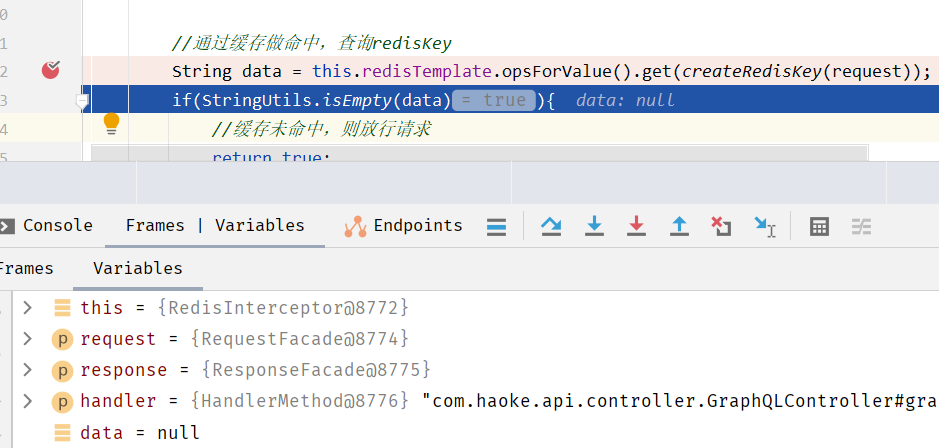 0
1 //通过缓存做命中，查询redisKey
2 String data = this.redisTemplate.opsForValue().get(createRedisKey(request));
3 if(StringUtils.isEmpty(data) = true ){ data: null
4 //缓存未命中，则放行请求
5 return true;
Console Frames | Variables Endpoints
Frames Variables
this = {RedisInterceptor@8772}
p request = {RequestFacade@8774}
p response = {ResponseFacade@8775}
p handler = {HandlerMethod@8776} "com.haoke.api.controller.GraphQLController#gra
data = null